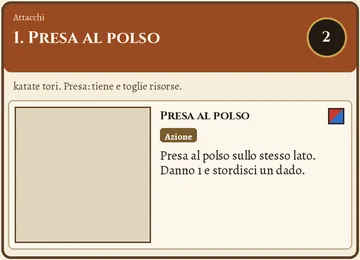 Attacchi
1. Presa al polso
2
katate tori. Presa: tiene e toglie risorse.
Presa al polso
Azione
Presa al polso sullo stesso lato.
Danno 1 e stordisci un dado.